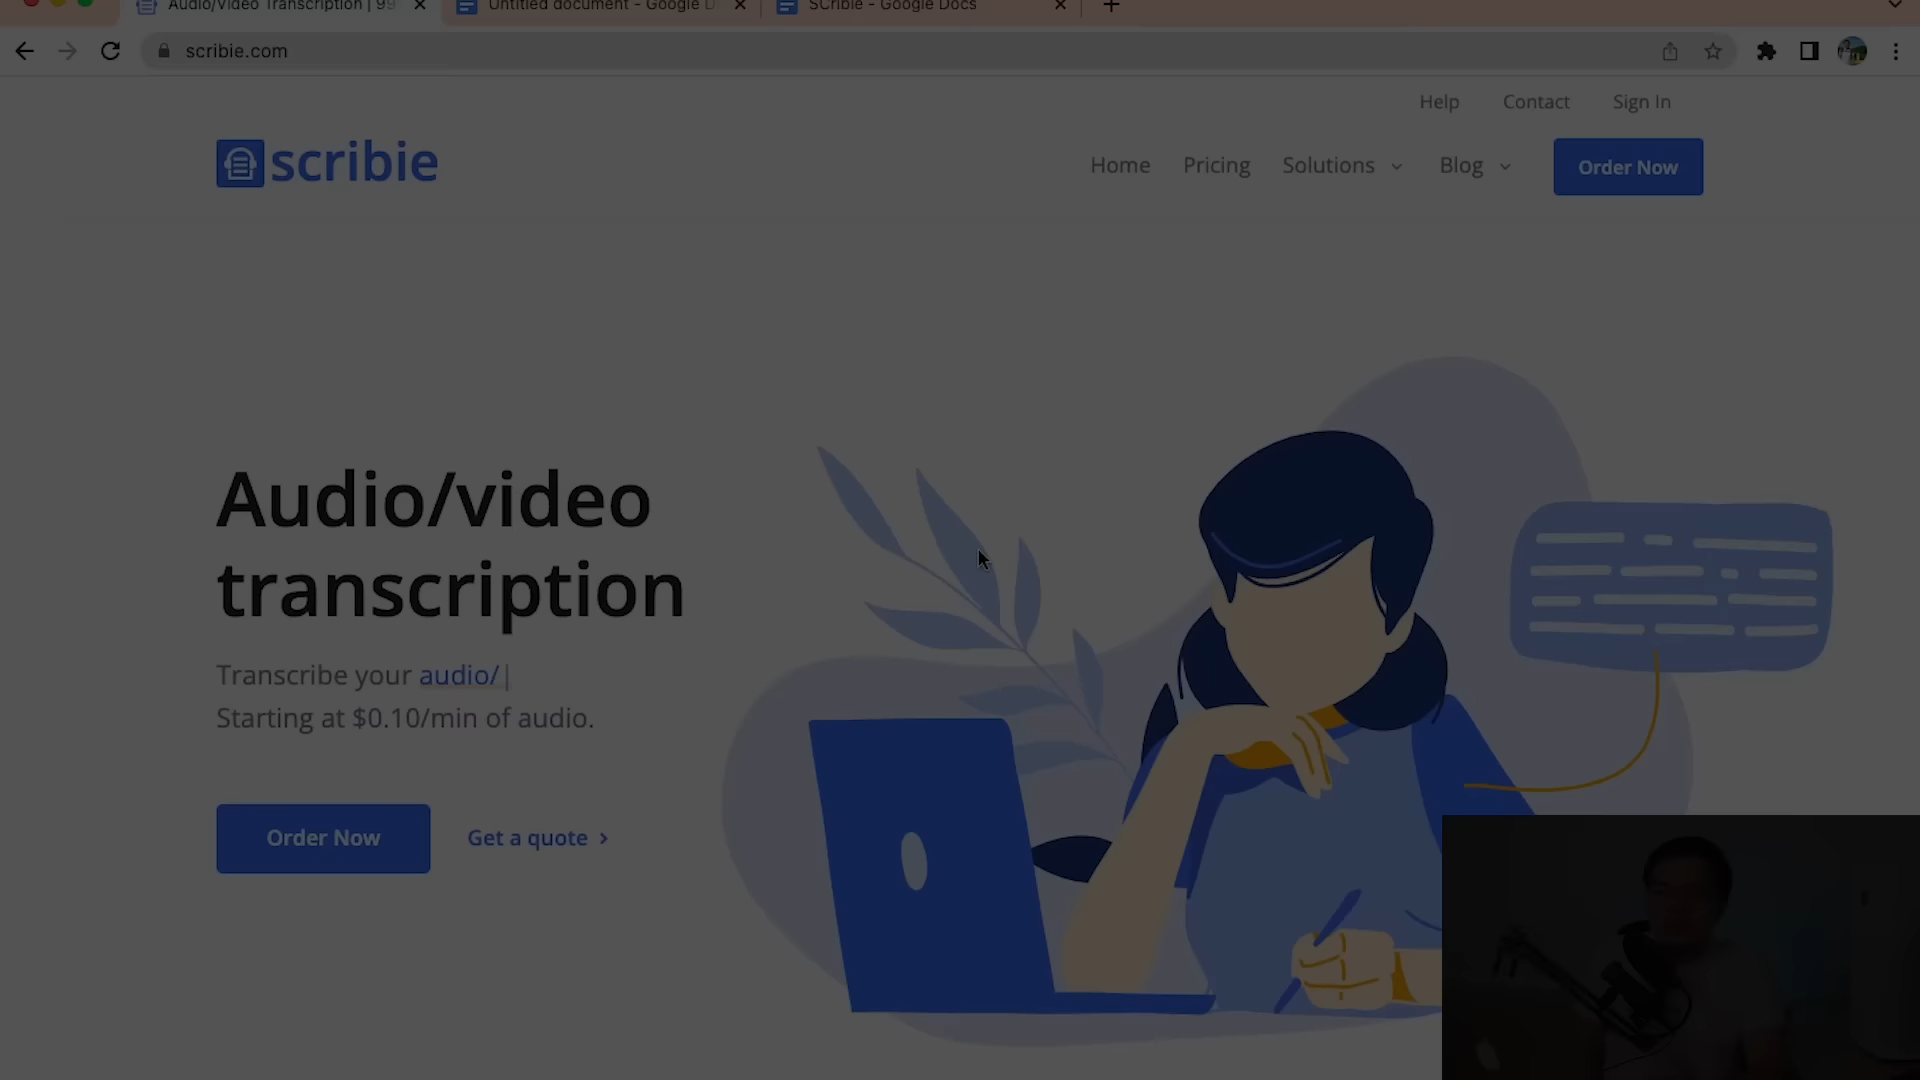 Audio/Video Transcription | 99
Untitled document - Google D
SCribie - Google Docs
scribie.com
Help Contact Sign In
scribie
Home Pricing Solutions Blog Order Now
Audio/video
transcription
Transcribe your audio/
Starting at $0.10/min of audio.
Order Now Get a quote